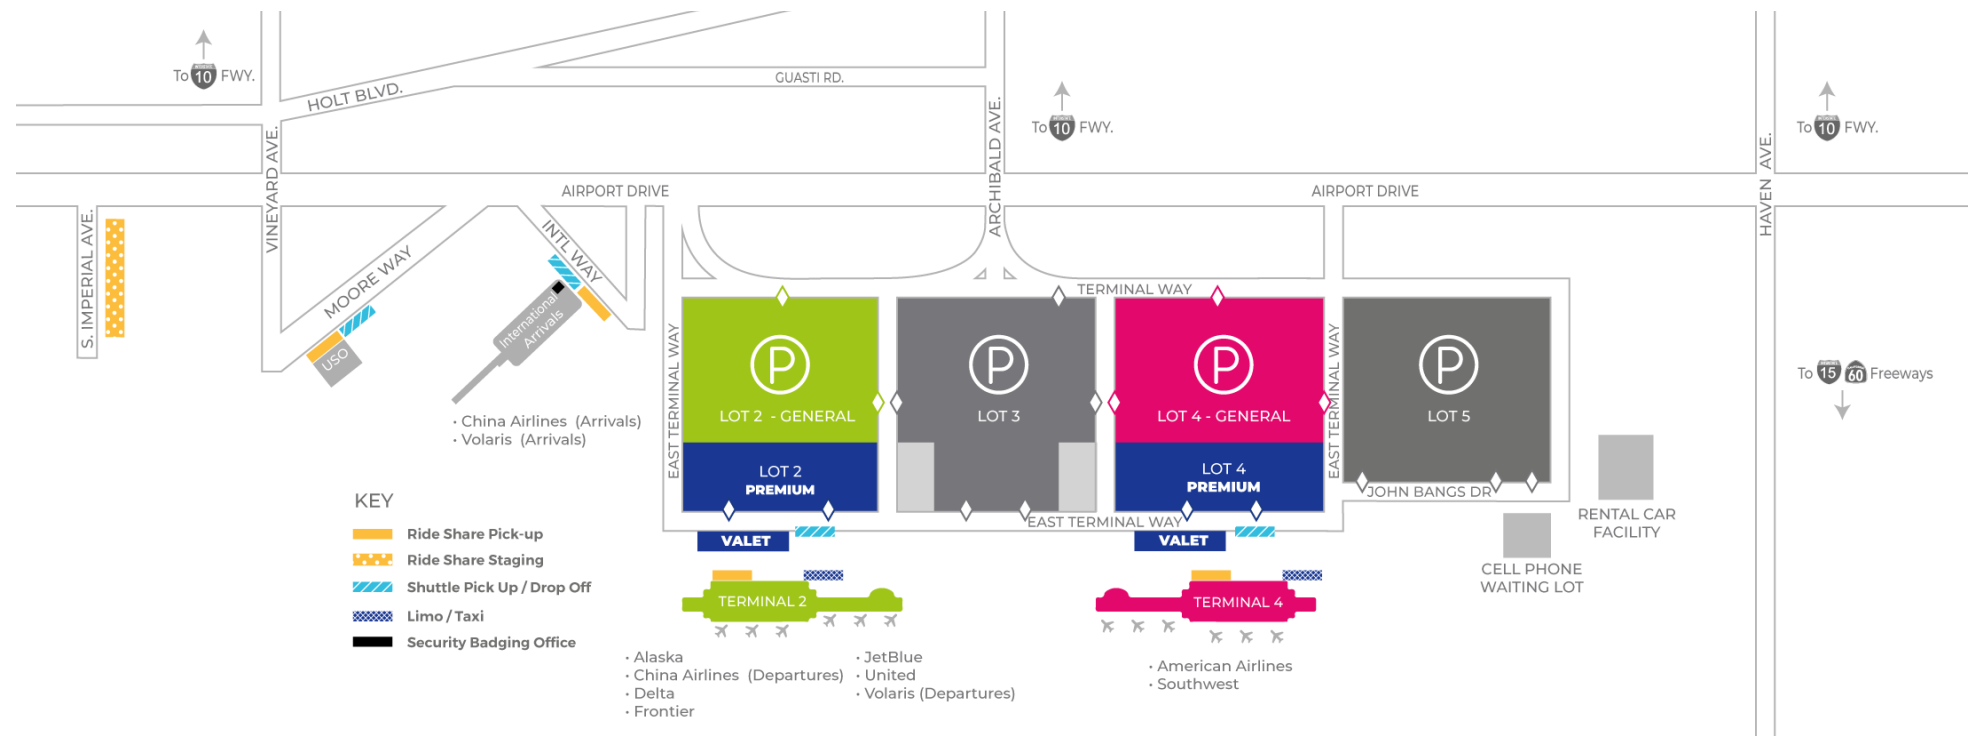 To 10 FWY.
HOLT BLVD.
GUASTI RD.
To 10 FWY.
To 10 FWY.
VINEYARD AVE.
ARCHIBALD AVE.
HAVEN AVE.
AIRPORT DRIVE
AIRPORT DRIVE
S. IMPERIAL AVE.
MOORE WAY
INTL WAY
USO
International
Arrivals
• China Airlines (Arrivals)
• Volaris (Arrivals)
TERMINAL WAY
EAST TERMINAL WAY
P
LOT 2 - GENERAL
LOT 2
PREMIUM
P
LOT 3
P
LOT 4 - GENERAL
LOT 4
PREMIUM
EAST TERMINAL WAY
P
LOT 5
JOHN BANGS DR
EAST TERMINAL WAY
To 15 60 Freeways
RENTAL CAR
FACILITY
CELL PHONE
WAITING LOT
VALET
VALET
TERMINAL 2
TERMINAL 4
• Alaska
• China Airlines (Departures)
• Delta
• Frontier
• JetBlue
• United
• Volaris (Departures)
• American Airlines
• Southwest
KEY
Ride Share Pick-up
Ride Share Staging
Shuttle Pick Up / Drop Off
Limo / Taxi
Security Badging Office